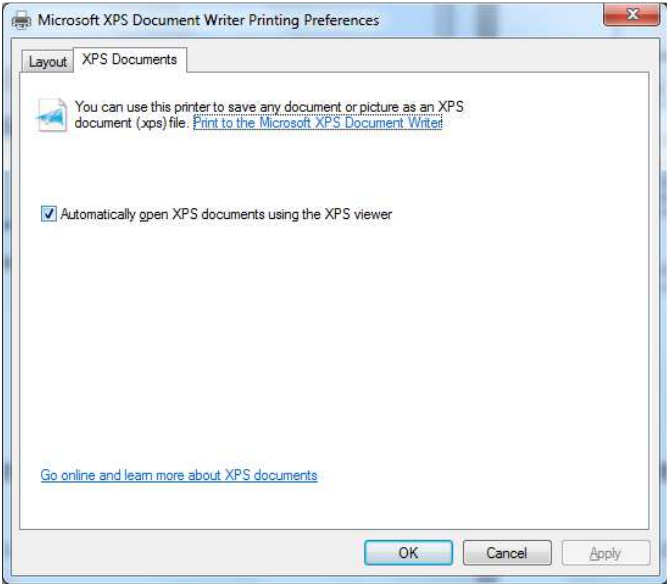 Microsoft XPS Document Writer Printing Preferences
Layout
XPS Documents
You can use this printer to save any document or picture as an XPS
document (.xps) file. Print to the Microsoft XPS Document Writer
Automatically open XPS documents using the XPS viewer
Go online and learn more about XPS documents
OK
Cancel
Apply